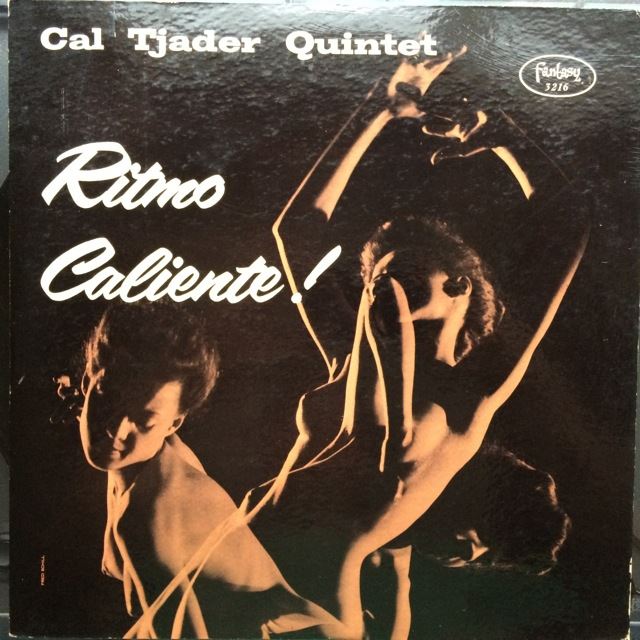 Cal Tjader Quintet
Fantasy
3216
Ritmo
Caliente!